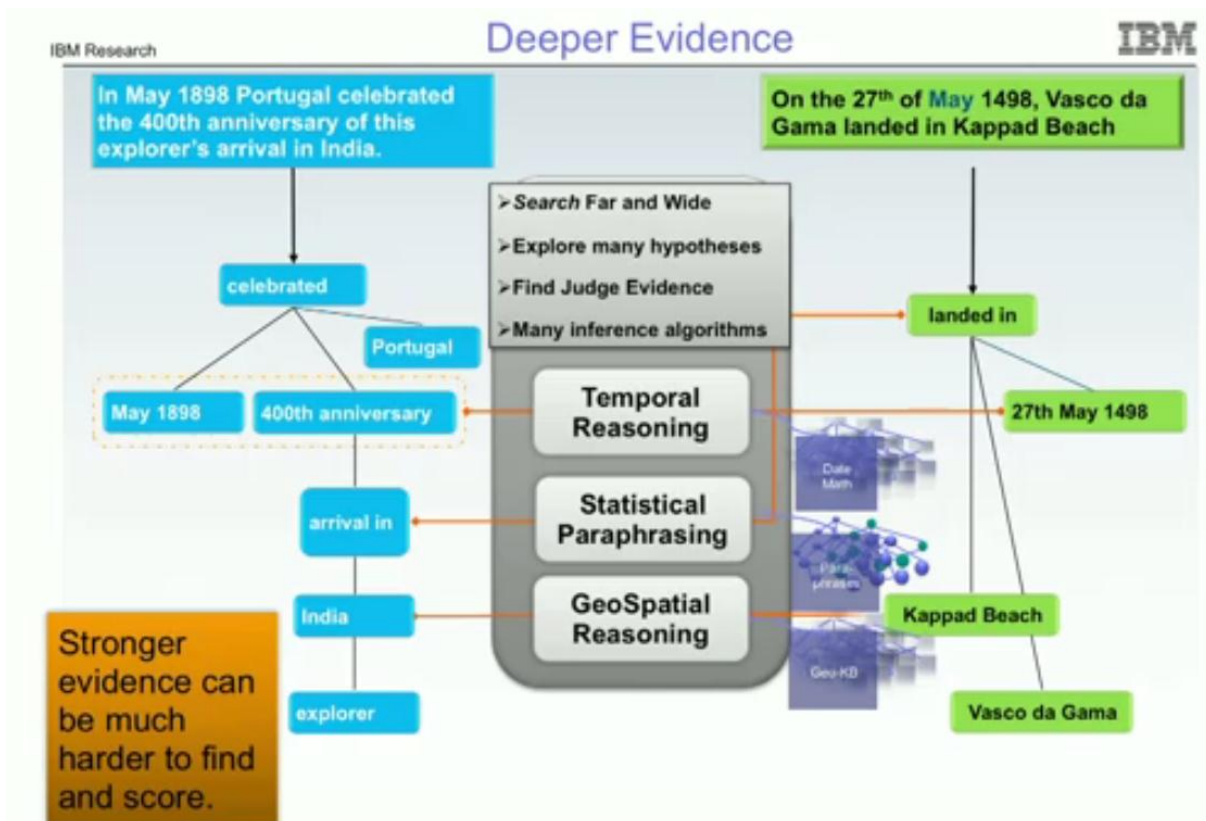 IBM Research
Deeper Evidence
IBM
In May 1898 Portugal celebrated
the 400th anniversary of this
explorer's arrival in India.
On the 27th of May 1498, Vasco da
Gama landed in Kappad Beach
➢Search Far and Wide
➢Explore many hypotheses
➢Find Judge Evidence
➢Many inference algorithms
celebrated
Portugal
May 1898
400th anniversary
arrival in
India
explorer
Temporal
Reasoning
Statistical
Paraphrasing
GeoSpatial
Reasoning
Date
Math
Para-
phrases
Geo-KB
landed in
27th May 1498
Kappad Beach
Vasco da Gama
Stronger
evidence can
be much
harder to find
and score.